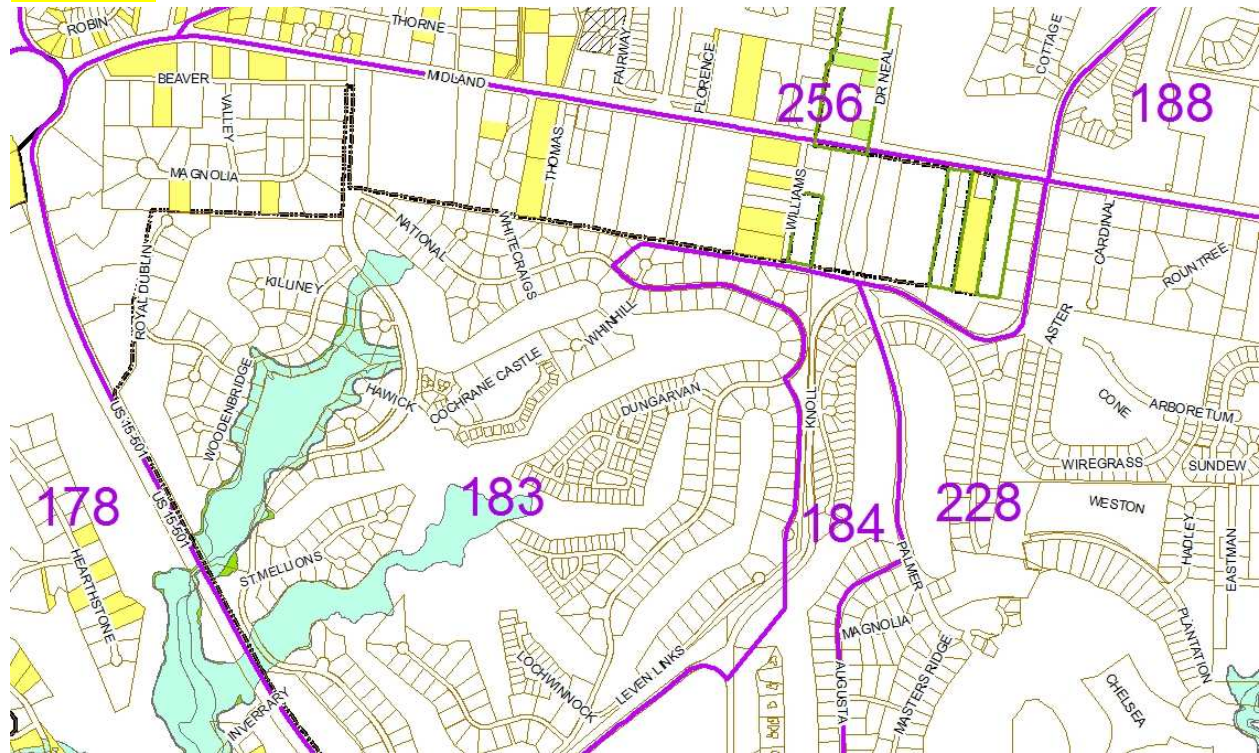 ROBIN
THORNE
FAIRWAY
FLORENCE
DR NEAL
COTTAGE
BEAVER
MIDLAND
256
188
VALLEY
THOMAS
MAGNOLIA
WILLIAMS
NATIONAL
WHITECRAIGS
CARDINAL
ROUNTREE
ROYAL DUBLIN
KILLINEY
WHINHILL
ASTER
WOODENBRIDGE
HAWICK
COCHRANE CASTLE
DUNGARVAN
KNOLL
CONE
ARBORETUM
US 15-501
WIREGRASS
SUNDEW
US 15-501
178
183
184
228
WESTON
HADLEY
EASTMAN
HEARTHSTONE
ST.MELLIONS
PALMER
PLANTATION
MAGNOLIA
LOCHWINNOCK
LEVEN LINKS
AUGUSTA
MASTERS RIDGE
CHELSEA
INVERRARY